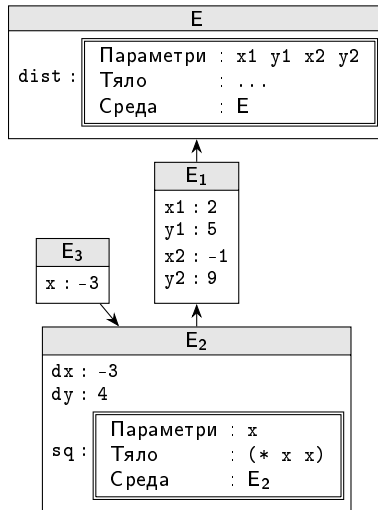 E
Параметри : x1 y1 x2 y2
dist : Тяло : ...
Среда : E
E1
x1 : 2
y1 : 5
x2 : -1
y2 : 9
E3
x : -3
E2
dx : -3
dy : 4
Параметри : x
sq : Тяло : (* x x)
Среда : E2